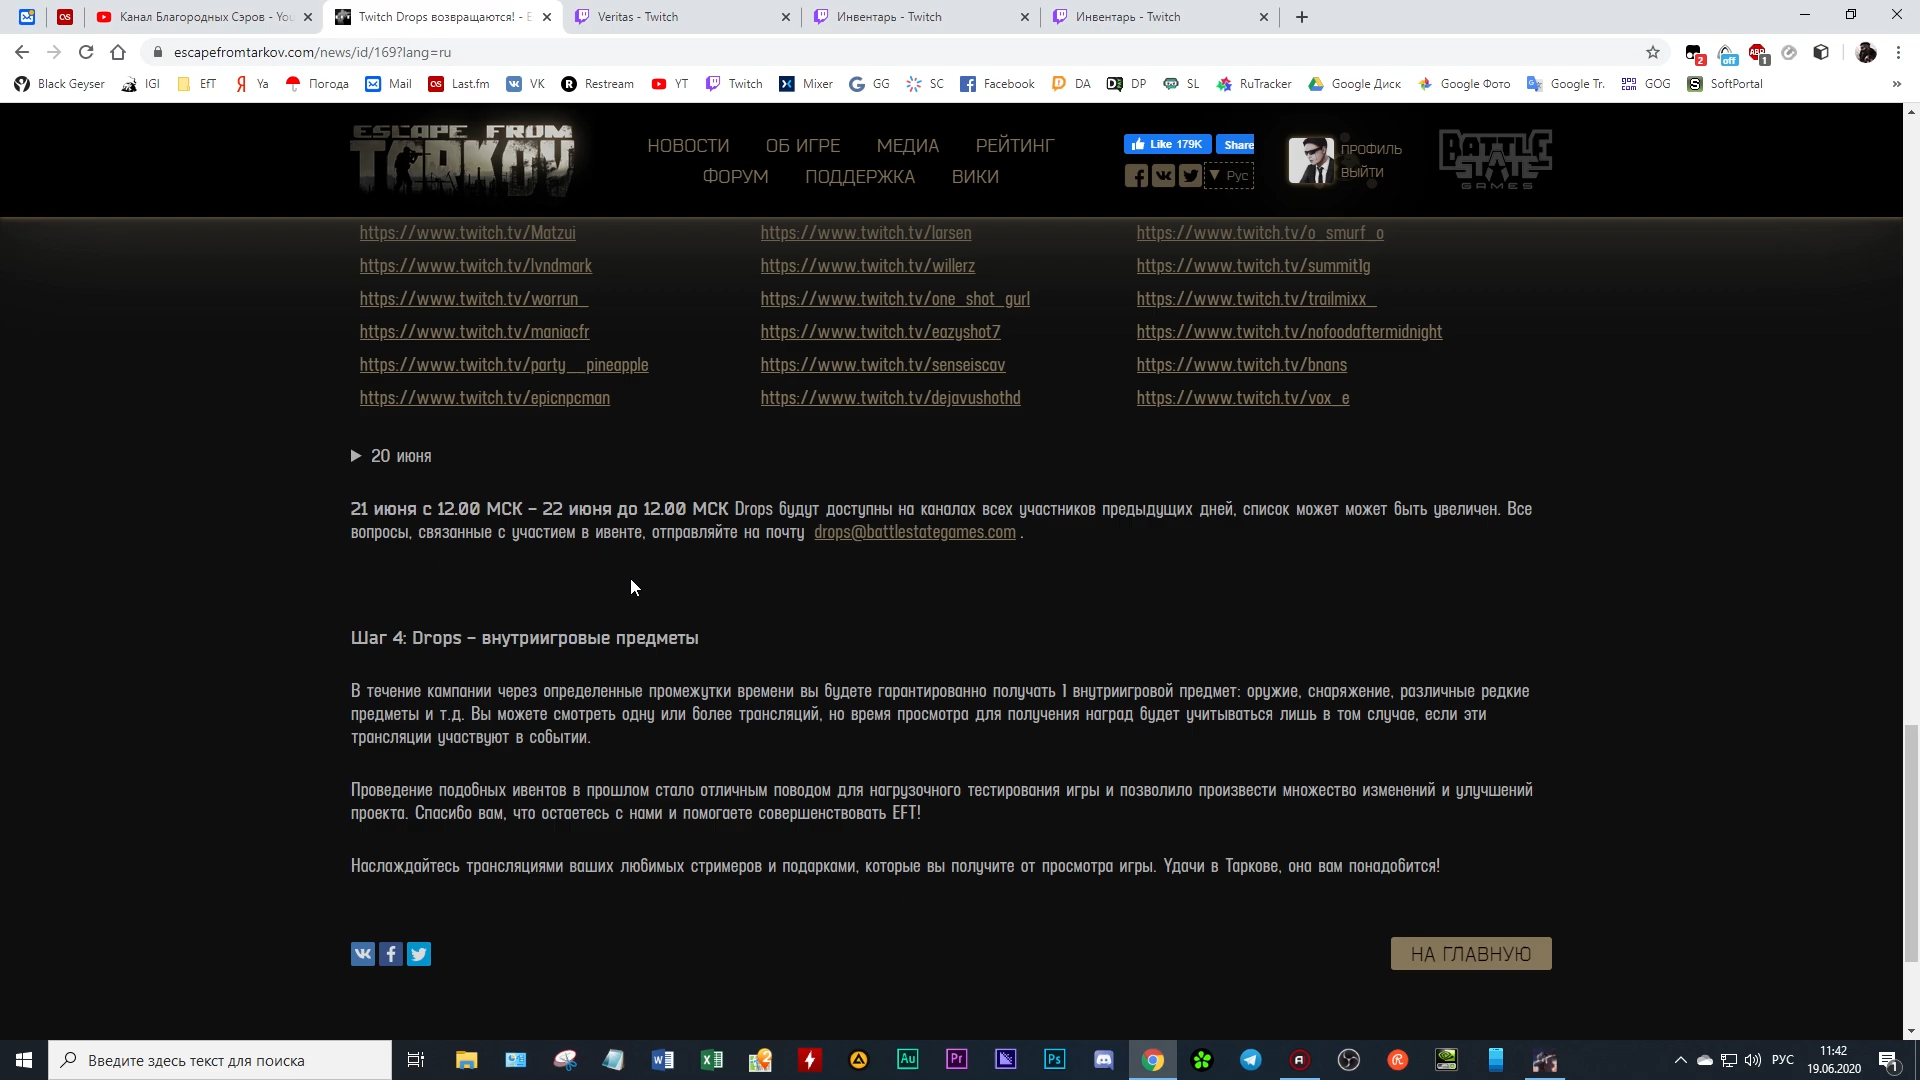 Канал Благородных Сэров - You
Twitch Drops возвращаются! - E
Veritas - Twitch
Инвентарь - Twitch
Инвентарь - Twitch
escapefromtarkov.com/news/id/169?lang=ru
Black Geyser IGI EfT Ya Погода Mail Last.fm VK Restream YT Twitch Mixer GG SC Facebook DA DP SL RuTracker Google Диск Google Фото Google Tr. GOG SoftPortal »
ESCAPE FROM TARKOV
НОВОСТИ ОБ ИГРЕ МЕДИА РЕЙТИНГ
ФОРУМ ПОДДЕРЖКА ВИКИ
Like 179K Share
▼ Рус
ПРОФИЛЬ
ВЫЙТИ
BATTLE STATE GAMES
https://www.twitch.tv/Matzui https://www.twitch.tv/larsen https://www.twitch.tv/o_smurf_o
https://www.twitch.tv/lvndmark https://www.twitch.tv/willerz https://www.twitch.tv/summit1g
https://www.twitch.tv/worrun_ https://www.twitch.tv/one_shot_gurl https://www.twitch.tv/trailmixx_
https://www.twitch.tv/maniacfr https://www.twitch.tv/eazyshot7 https://www.twitch.tv/nofoodaftermidnight
https://www.twitch.tv/party__pineapple https://www.twitch.tv/senseiscav https://www.twitch.tv/bnans
https://www.twitch.tv/epicnpcman https://www.twitch.tv/dejavushothd https://www.twitch.tv/vox_e
▶ 20 июня
21 июня с 12.00 МСК – 22 июня до 12.00 МСК Drops будут доступны на каналах всех участников предыдущих дней, список может может быть увеличен. Все
вопросы, связанные с участием в ивенте, отправляйте на почту drops@battlestategames.com .
Шаг 4: Drops – внутриигровые предметы
В течение кампании через определенные промежутки времени вы будете гарантированно получать 1 внутриигровой предмет: оружие, снаряжение, различные редкие
предметы и т.д. Вы можете смотреть одну или более трансляций, но время просмотра для получения наград будет учитываться лишь в том случае, если эти
трансляции участвуют в событии.
Проведение подобных ивентов в прошлом стало отличным поводом для нагрузочного тестирования игры и позволило произвести множество изменений и улучшений
проекта. Спасибо вам, что остаетесь с нами и помогаете совершенствовать EFT!
Наслаждайтесь трансляциями ваших любимых стримеров и подарками, которые вы получите от просмотра игры. Удачи в Таркове, она вам понадобится!
НА ГЛАВНУЮ
Введите здесь текст для поиска
РУС
11:42
19.06.2020